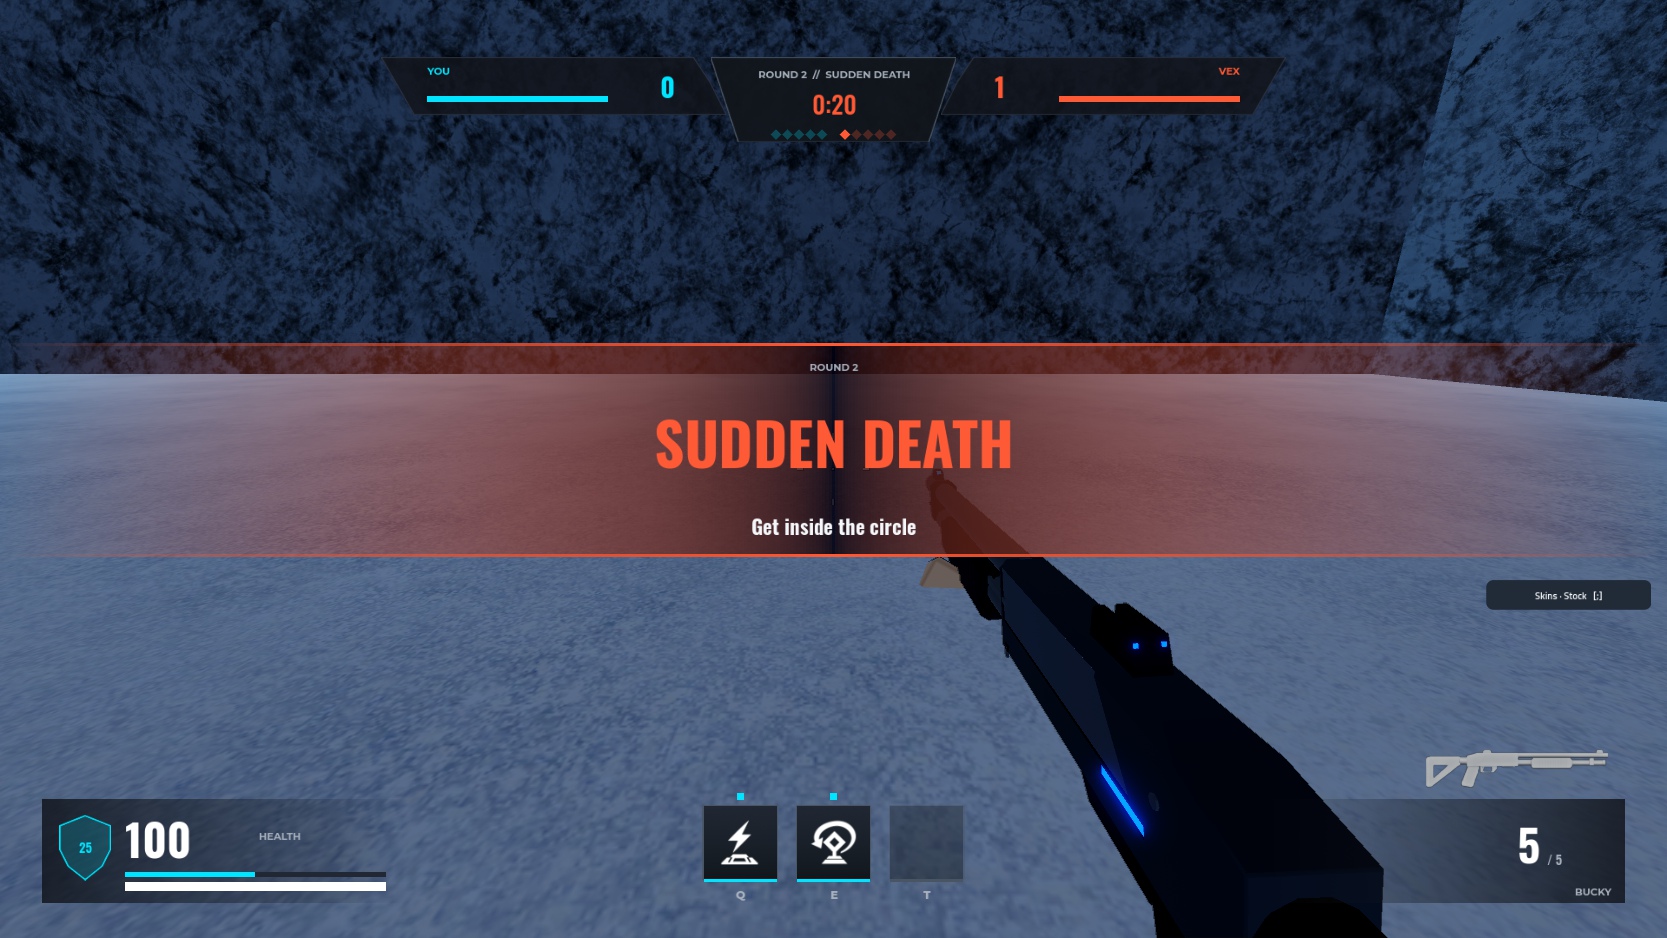 YOU
0
ROUND 2 // SUDDEN DEATH
0:20
1
VEX
ROUND 2
SUDDEN DEATH
Get inside the circle
Skins · Stock [;]
25
100
HEALTH
Q
E
T
5 / 5
BUCKY